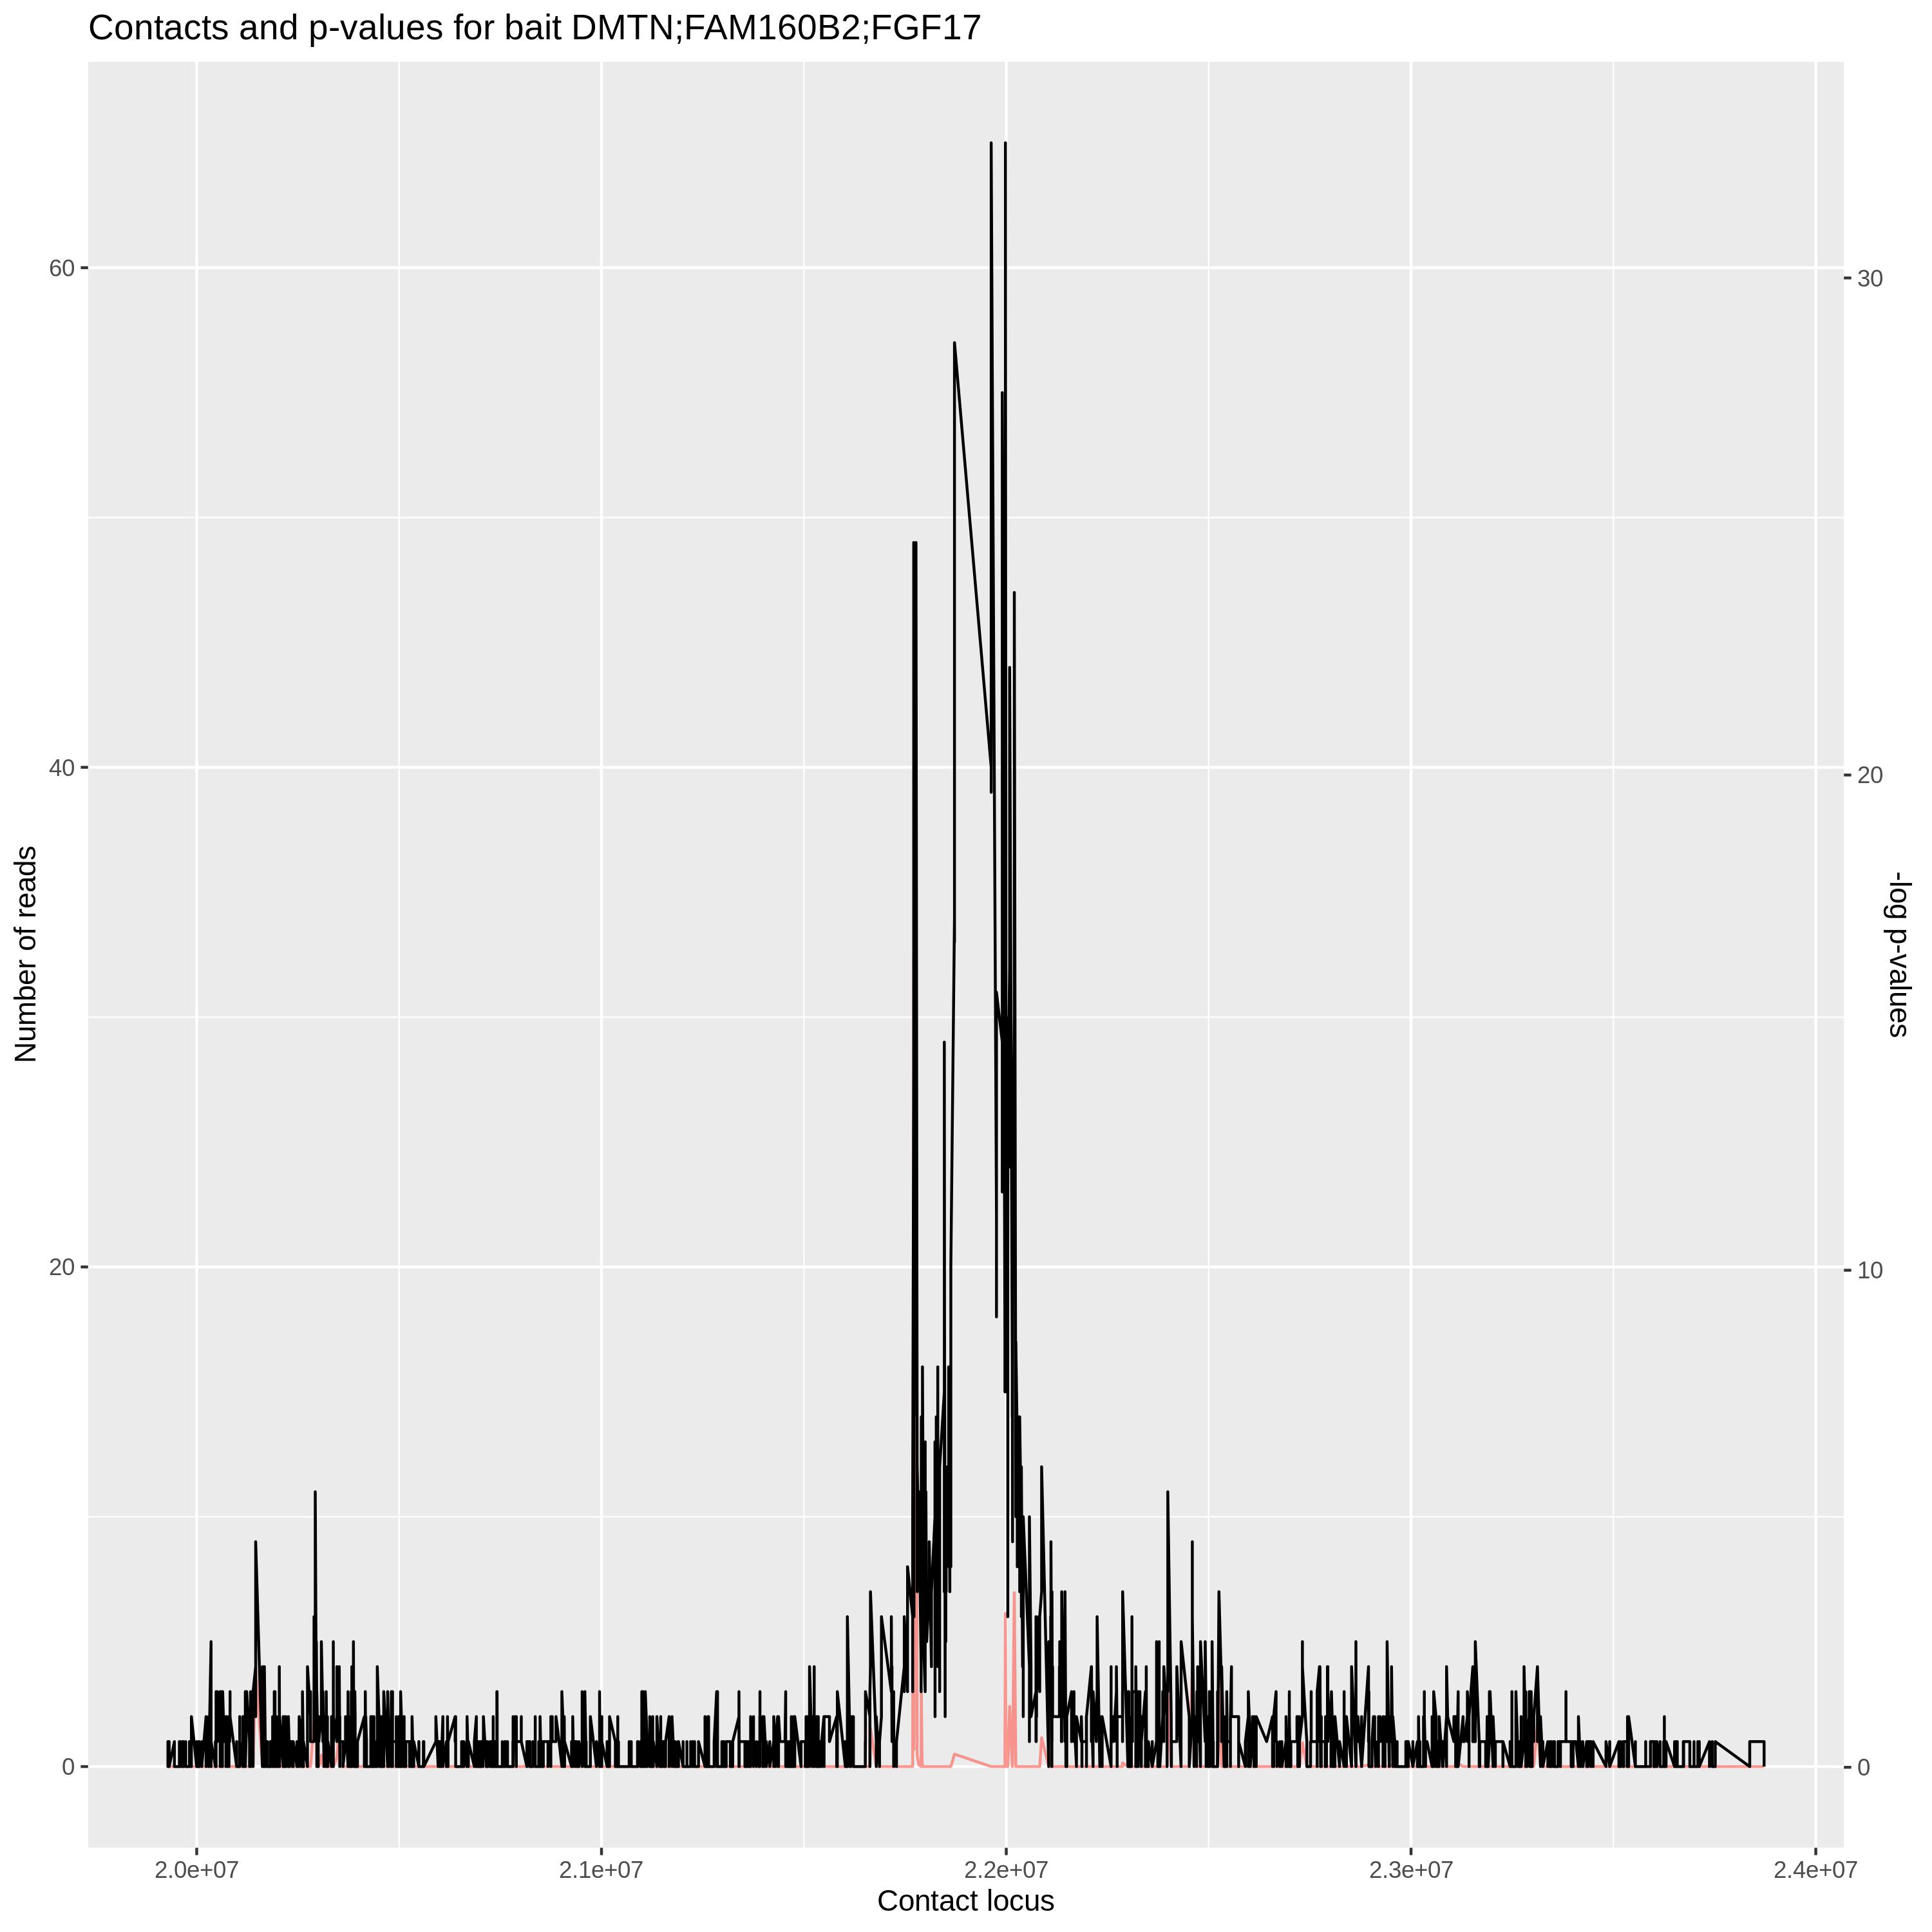 Contacts and p-values for bait DMTN;FAM160B2;FGF17
60
40
20
0
Number of reads
30
20
10
0
-log p-values
2.0e+07
2.1e+07
2.2e+07
2.3e+07
2.4e+07
Contact locus